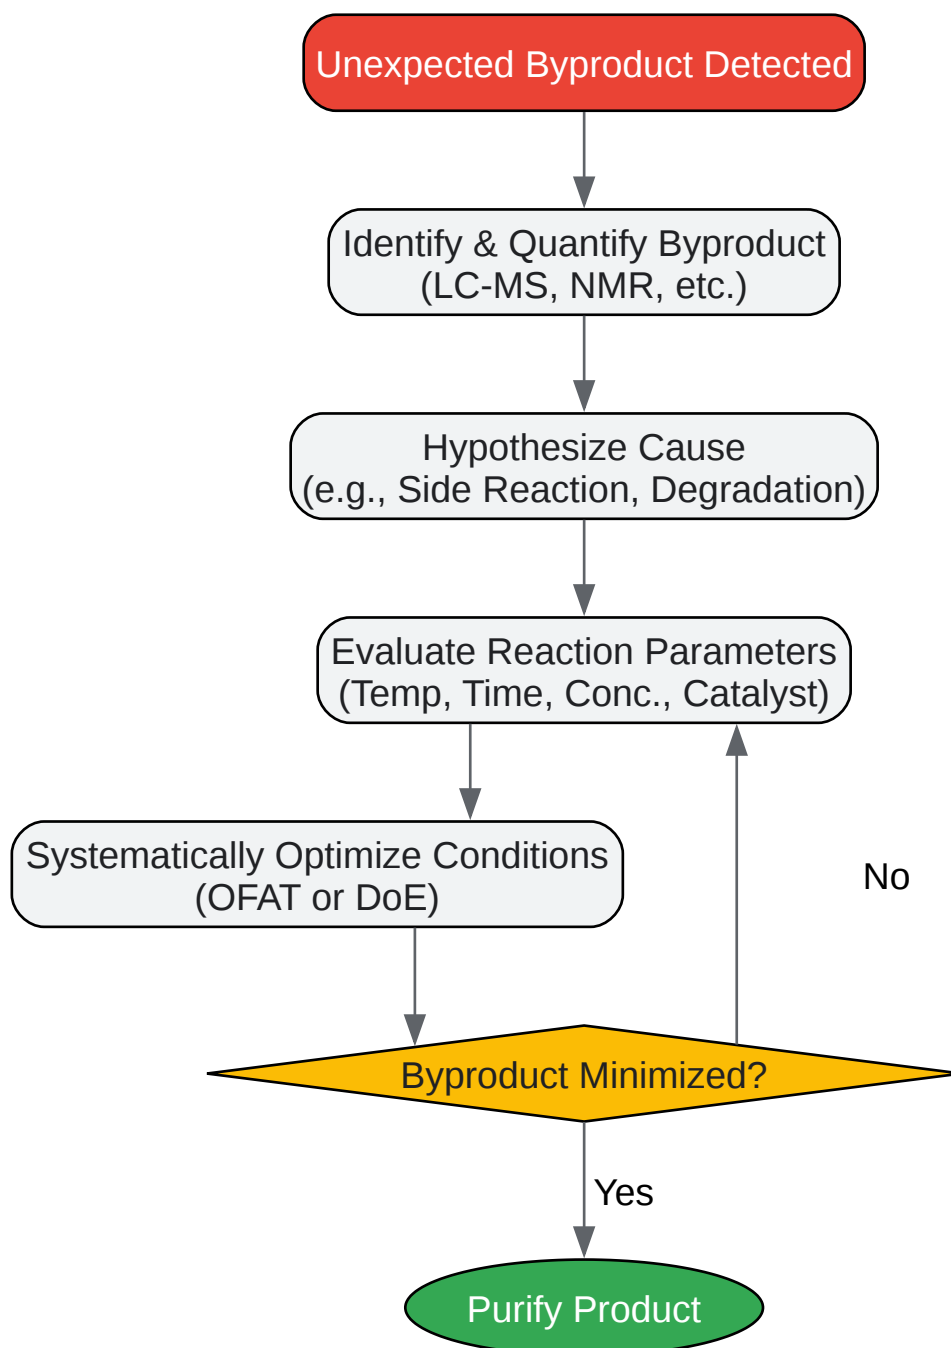 Unexpected Byproduct Detected
Identify & Quantify Byproduct
(LC-MS, NMR, etc.)
Hypothesize Cause
(e.g., Side Reaction, Degradation)
Evaluate Reaction Parameters
(Temp, Time, Conc., Catalyst)
Systematically Optimize Conditions
(OFAT or DoE)
No
Byproduct Minimized?
Yes
Purify Product